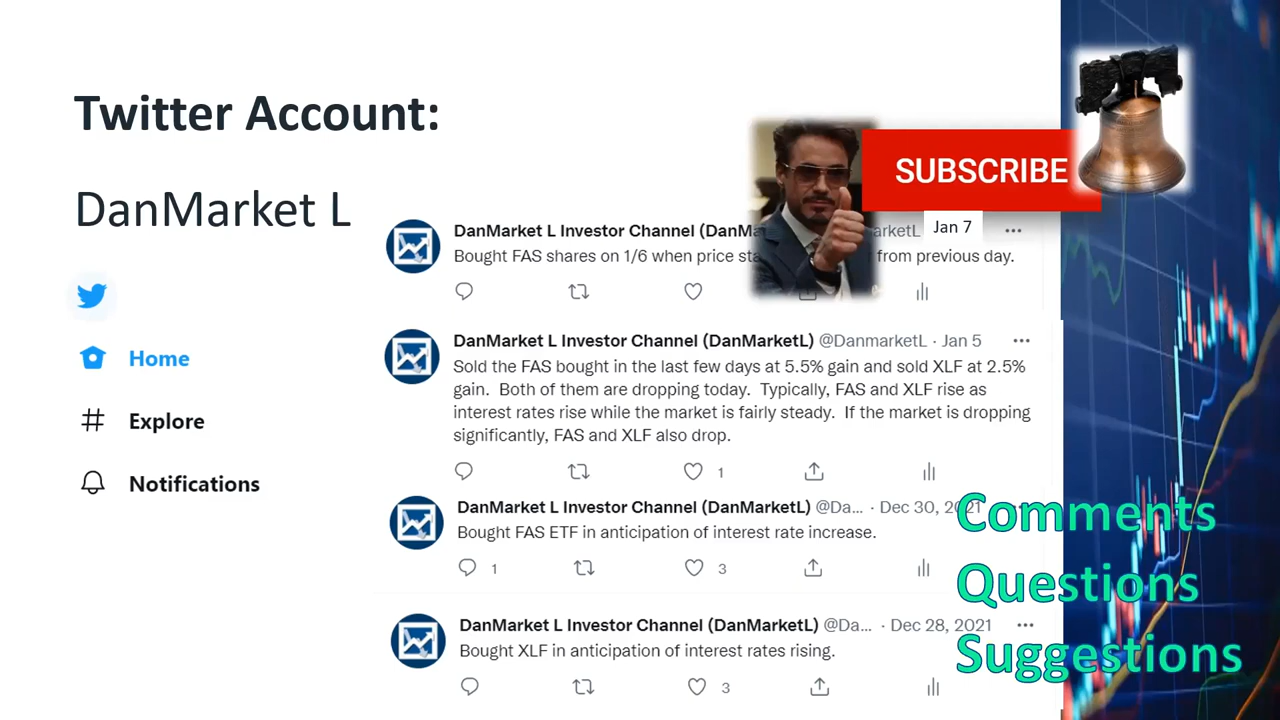 Twitter Account:
DanMarket L
SUBSCRIBE
Home
Explore
Notifications
DanMarket L Investor Channel (DanMa arketL Jan 7
Bought FAS shares on 1/6 when price sta from previous day.
DanMarket L Investor Channel (DanMarketL) @DanmarketL · Jan 5
Sold the FAS bought in the last few days at 5.5% gain and sold XLF at 2.5%
gain. Both of them are dropping today. Typically, FAS and XLF rise as
interest rates rise while the market is fairly steady. If the market is dropping
significantly, FAS and XLF also drop.
1
DanMarket L Investor Channel (DanMarketL) @Da... · Dec 30, 2021
Bought FAS ETF in anticipation of interest rate increase.
1 3
DanMarket L Investor Channel (DanMarketL) @Da... · Dec 28, 2021
Bought XLF in anticipation of interest rates rising.
3
Comments
Questions
Suggestions